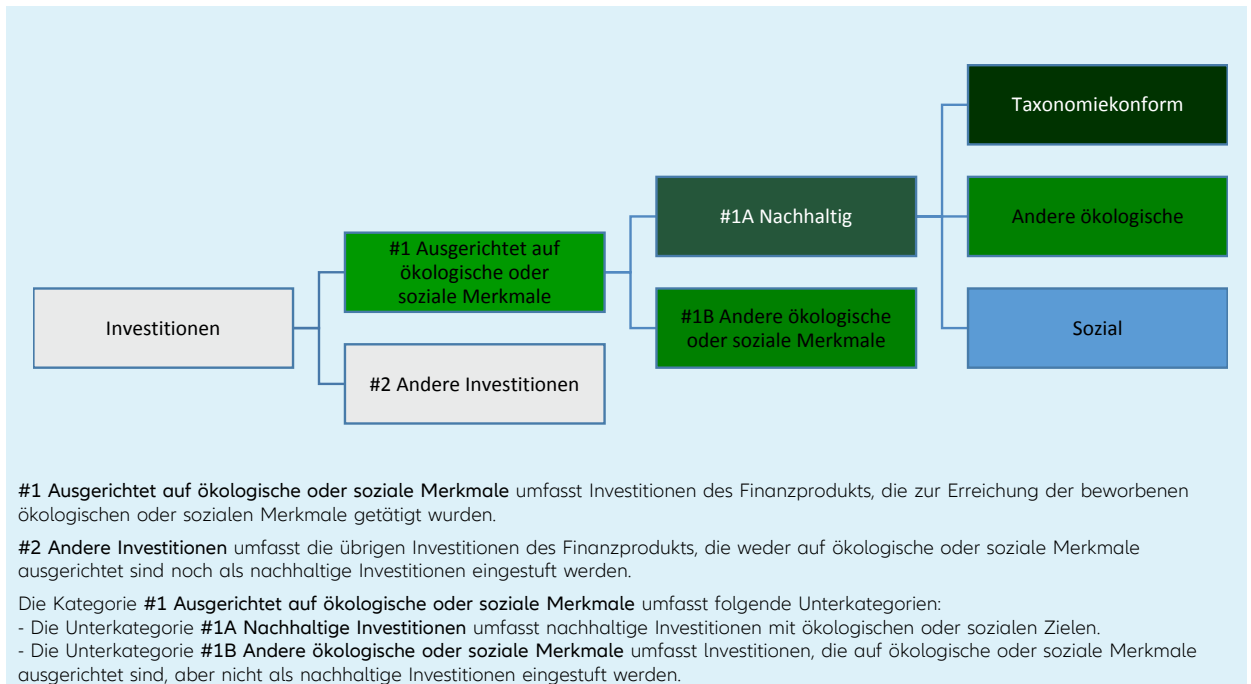 Taxonomiekonform
#1A Nachhaltig
Andere ökologische
#1 Ausgerichtet auf
ökologische oder
soziale Merkmale
Investitionen
#1B Andere ökologische
oder soziale Merkmale
Sozial
#2 Andere Investitionen
#1 Ausgerichtet auf ökologische oder soziale Merkmale umfasst Investitionen des Finanzprodukts, die zur Erreichung der beworbenen
ökologischen oder sozialen Merkmale getätigt wurden.
#2 Andere Investitionen umfasst die übrigen Investitionen des Finanzprodukts, die weder auf ökologische oder soziale Merkmale
ausgerichtet sind noch als nachhaltige Investitionen eingestuft werden.
Die Kategorie #1 Ausgerichtet auf ökologische oder soziale Merkmale umfasst folgende Unterkategorien:
- Die Unterkategorie #1A Nachhaltige Investitionen umfasst nachhaltige Investitionen mit ökologischen oder sozialen Zielen.
- Die Unterkategorie #1B Andere ökologische oder soziale Merkmale umfasst Investitionen, die auf ökologische oder soziale Merkmale
ausgerichtet sind, aber nicht als nachhaltige Investitionen eingestuft werden.